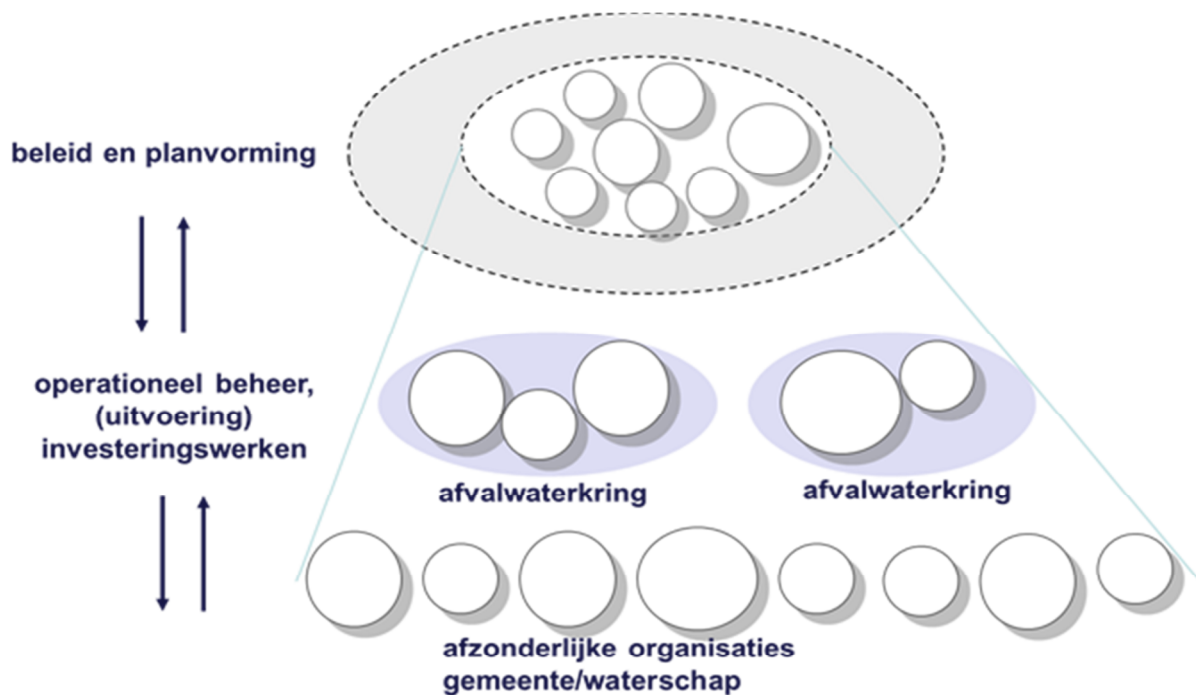 beleid en planvorming
operationeel beheer,
(uitvoering)
investeringswerken
afvalwaterkring
afvalwaterkring
afzonderlijke organisaties
gemeente/waterschap